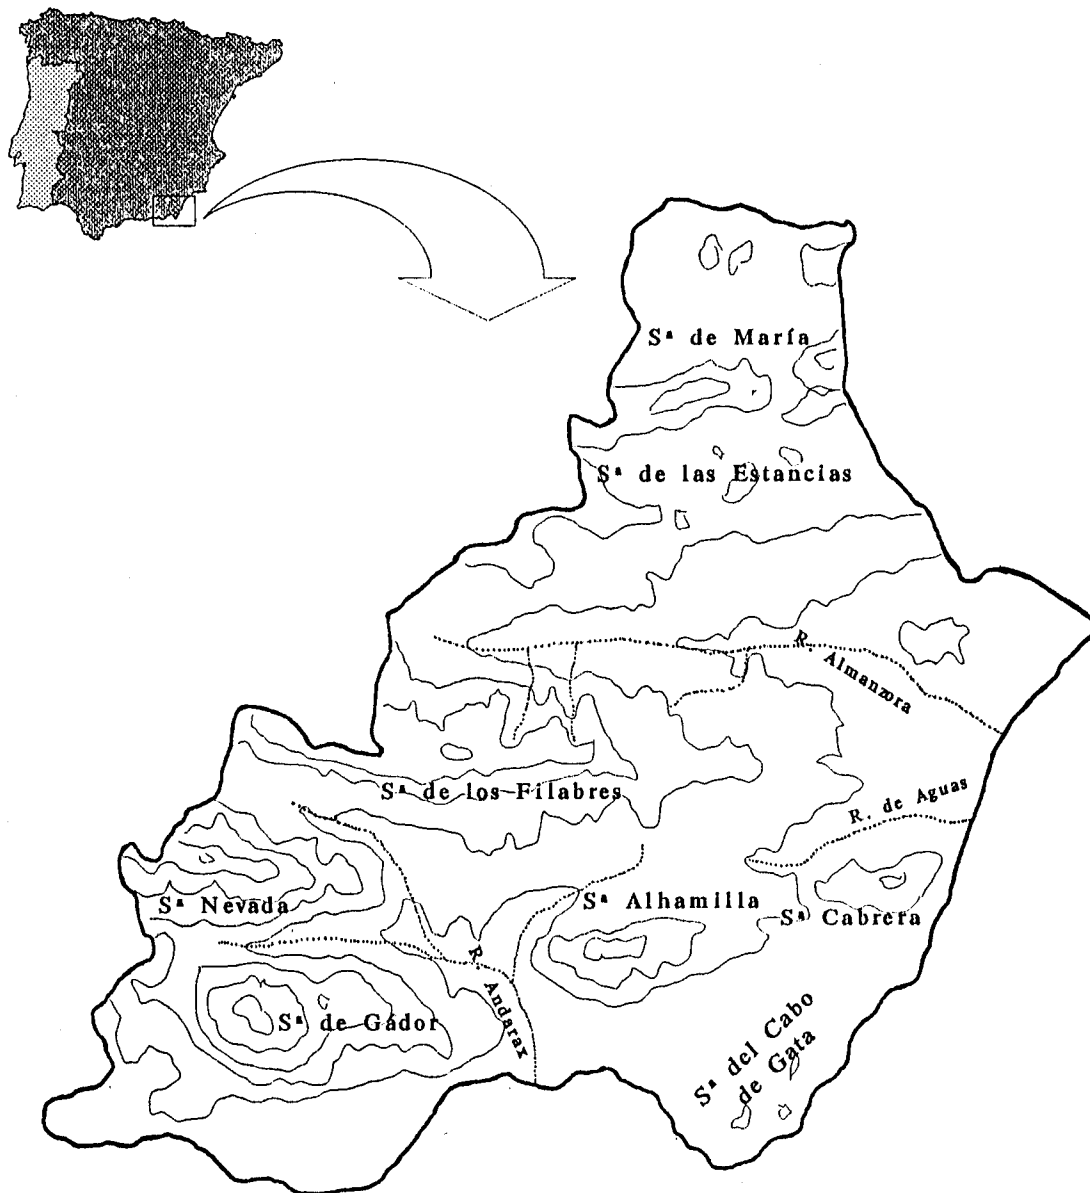 Sª de María
Sª de las Estancias
R. Almanzora
Sª de los Filabres
R. de Aguas
Sª Nevada
Sª Alhamilla
Sª Cabrera
R. Andarax
Sª de Gádor
Sª del Cabo
de Gata